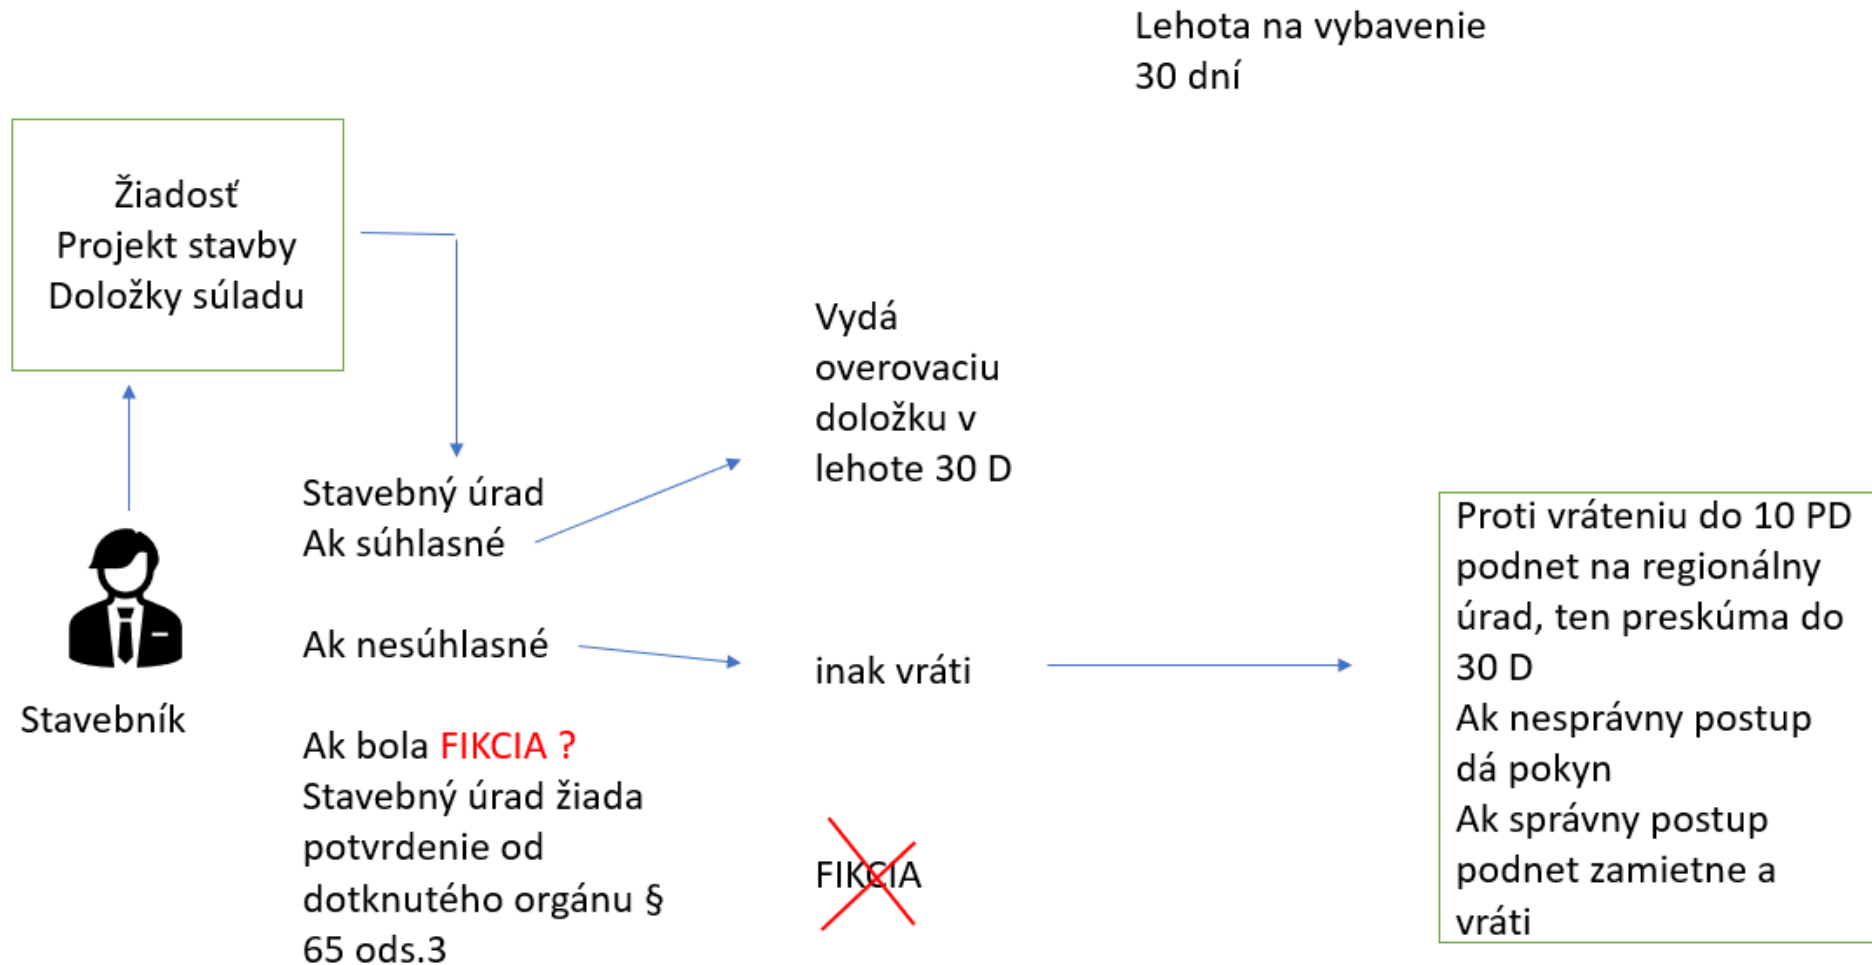 Lehota na vybavenie
30 dní
Žiadosť
Projekt stavby
Doložky súladu
Stavebník
Stavebný úrad
Ak súhlasné
Ak nesúhlasné
Ak bola FIKCIA ?
Stavebný úrad žiada
potvrdenie od
dotknutého orgánu §
65 ods.3
Vydá
overovaciu
doložku v
lehote 30 D
inak vráti
FIKCIA
Proti vráteniu do 10 PD
podnet na regionálny
úrad, ten preskúma do
30 D
Ak nesprávny postup
dá pokyn
Ak správny postup
podnet zamietne a
vráti